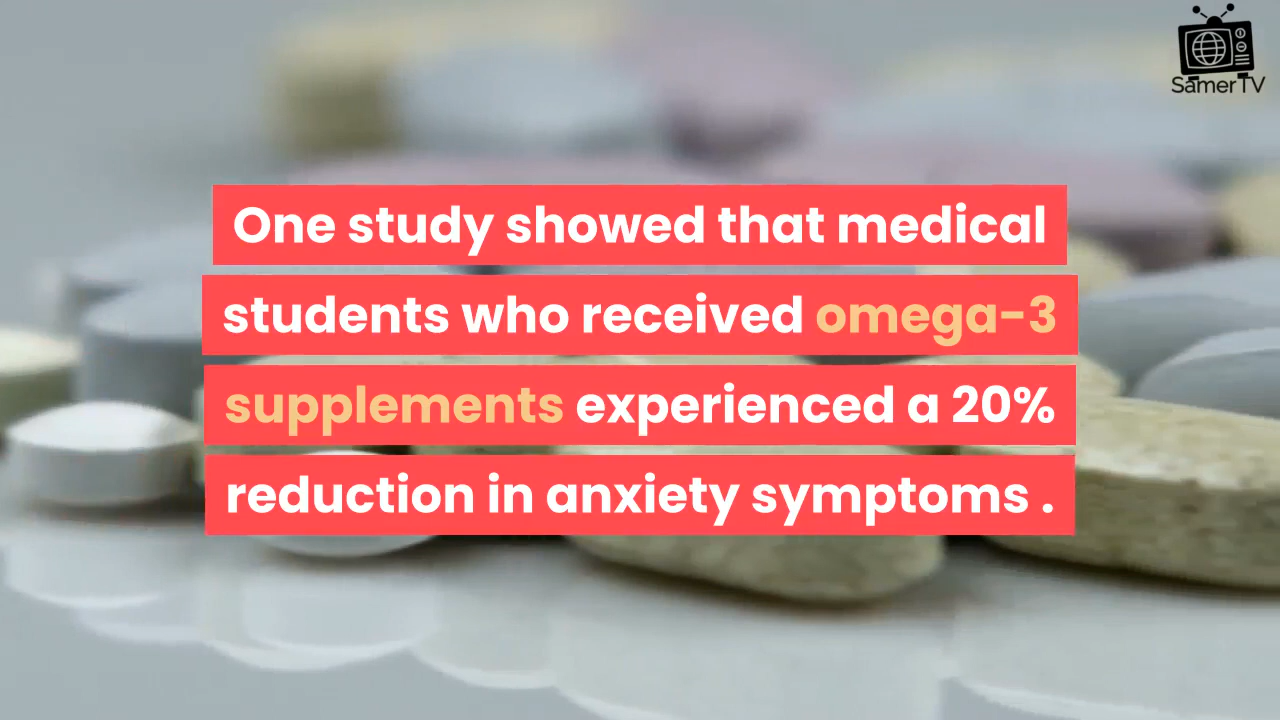 SamerTV
One study showed that medical
students who received omega-3
supplements experienced a 20%
reduction in anxiety symptoms .